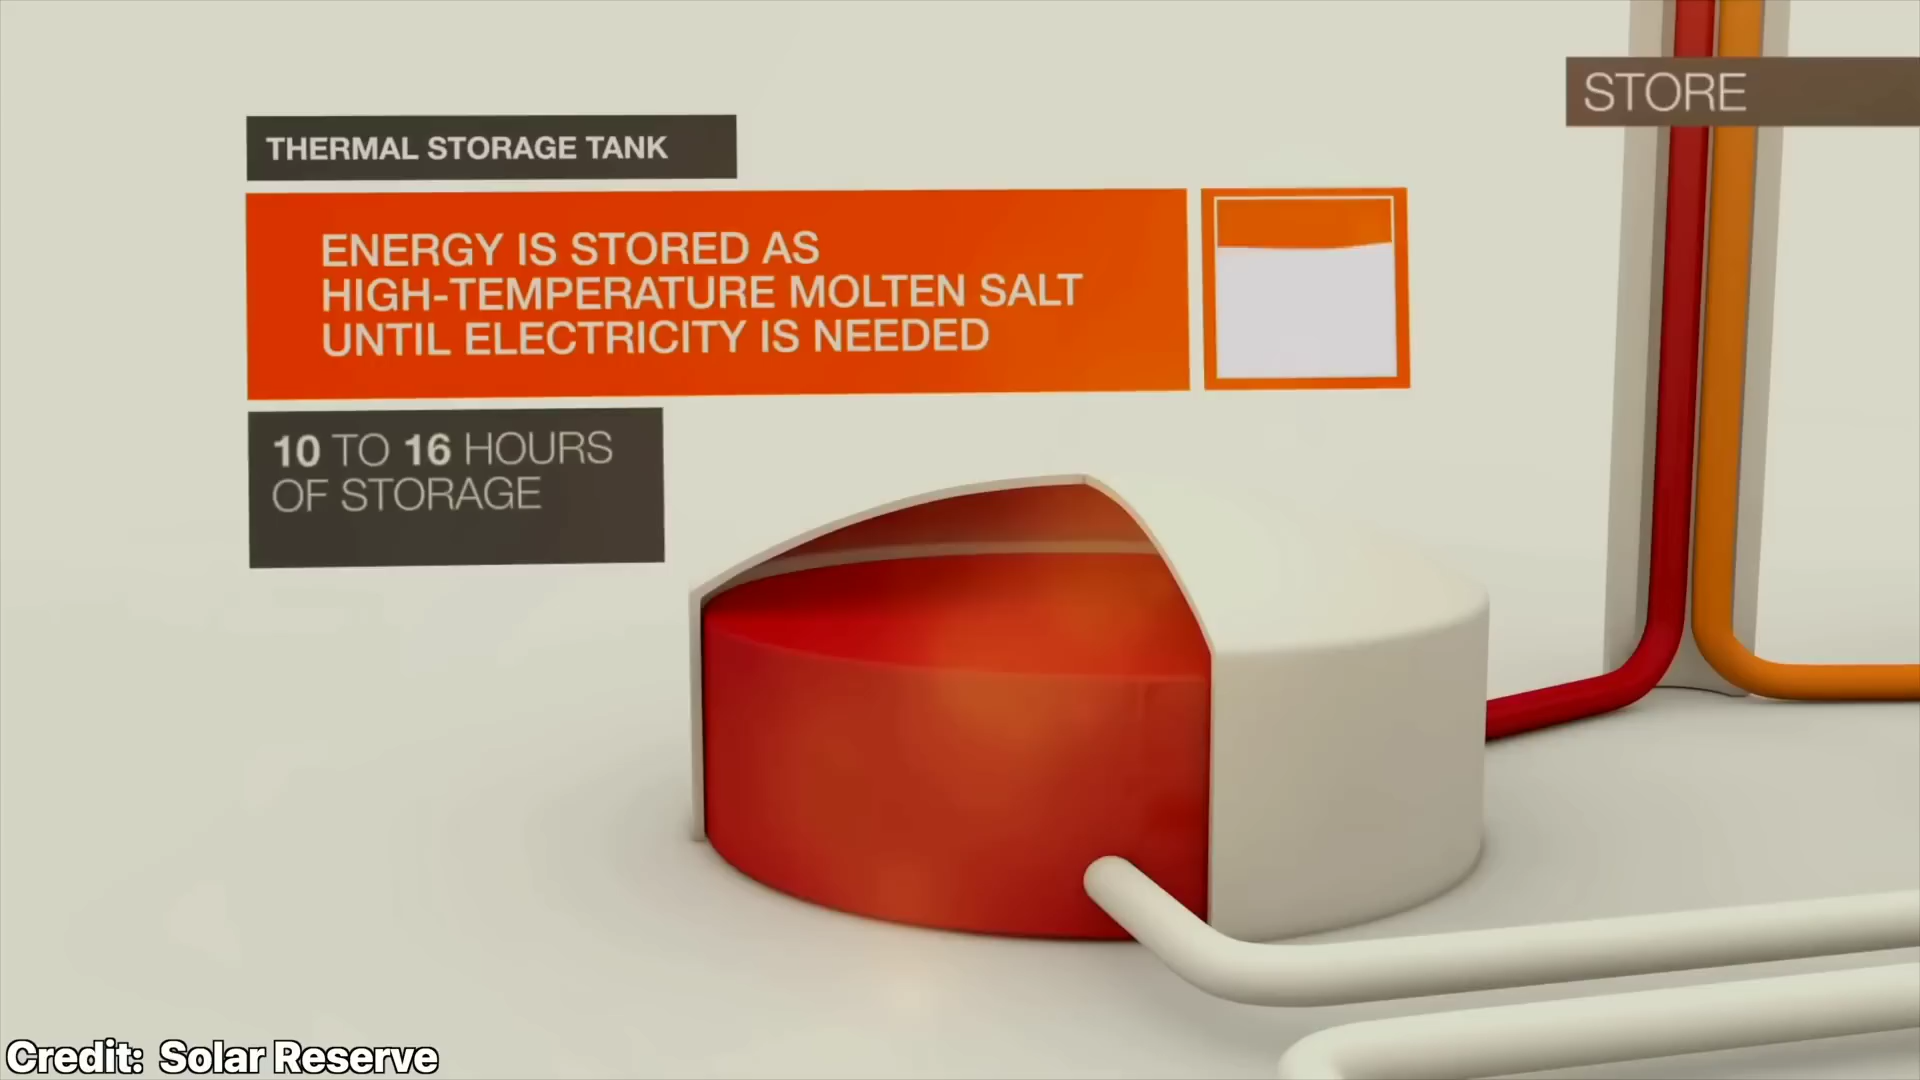 STORE
THERMAL STORAGE TANK
ENERGY IS STORED AS
HIGH-TEMPERATURE MOLTEN SALT
UNTIL ELECTRICITY IS NEEDED
10 TO 16 HOURS
OF STORAGE
Credit: Solar Reserve